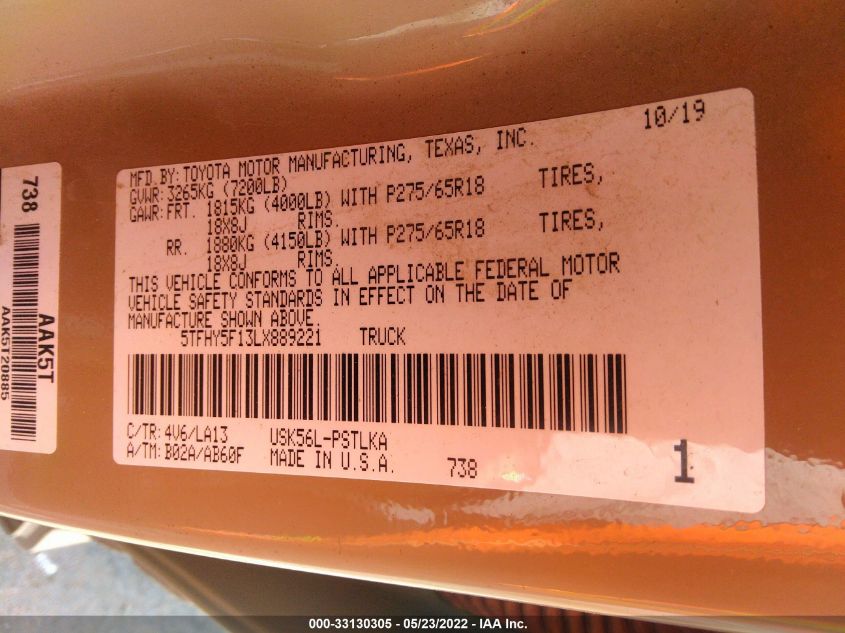 10/19
MFD.BY:TOYOTA MOTOR MANUFACTURING, TEXAS, INC.
GVWR:3265KG (7200LB)
GAWR:FRT. 1815KG (4000LB) WITH P275/65R18 TIRES,
18X8J RIMS.
RR. 1880KG (4150LB) WITH P275/65R18 TIRES,
18X8J RIMS.
THIS VEHICLE CONFORMS TO ALL APPLICABLE FEDERAL MOTOR
VEHICLE SAFETY STANDARDS IN EFFECT ON THE DATE OF
MANUFACTURE SHOWN ABOVE.
5TFHY5F13LX889221 TRUCK
C/TR:4V6/LA13 USK56L-PSTLKA
A/TM:B02A/AB60F MADE IN U.S.A. 738 1
738
AAK5T
AAK5T20885
000-33130305 - 05/23/2022 - IAA Inc.